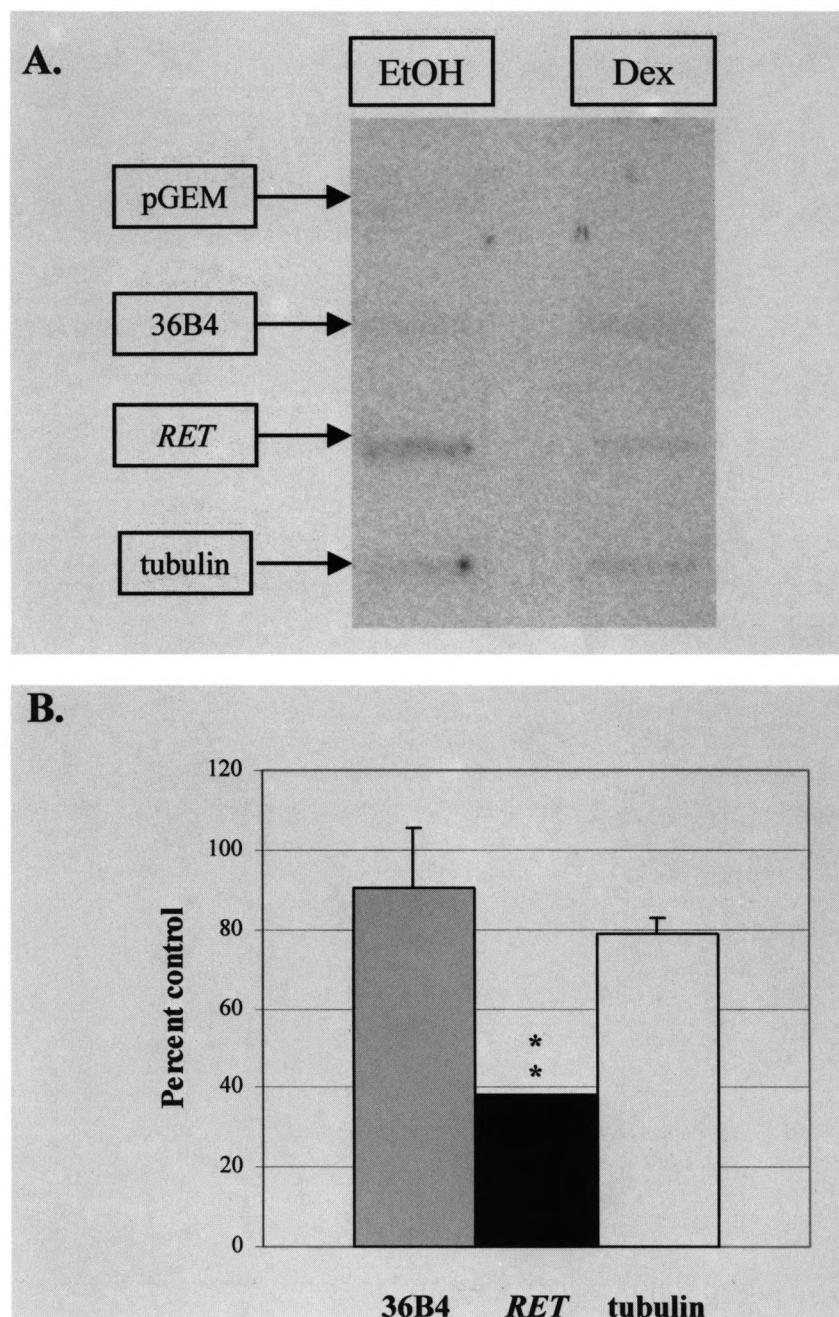 A.
EtOH Dex
pGEM
36B4
RET
tubulin
B.
120
100
80
60
40
20
0
Percent control
*
*
36B4 RET tubulin